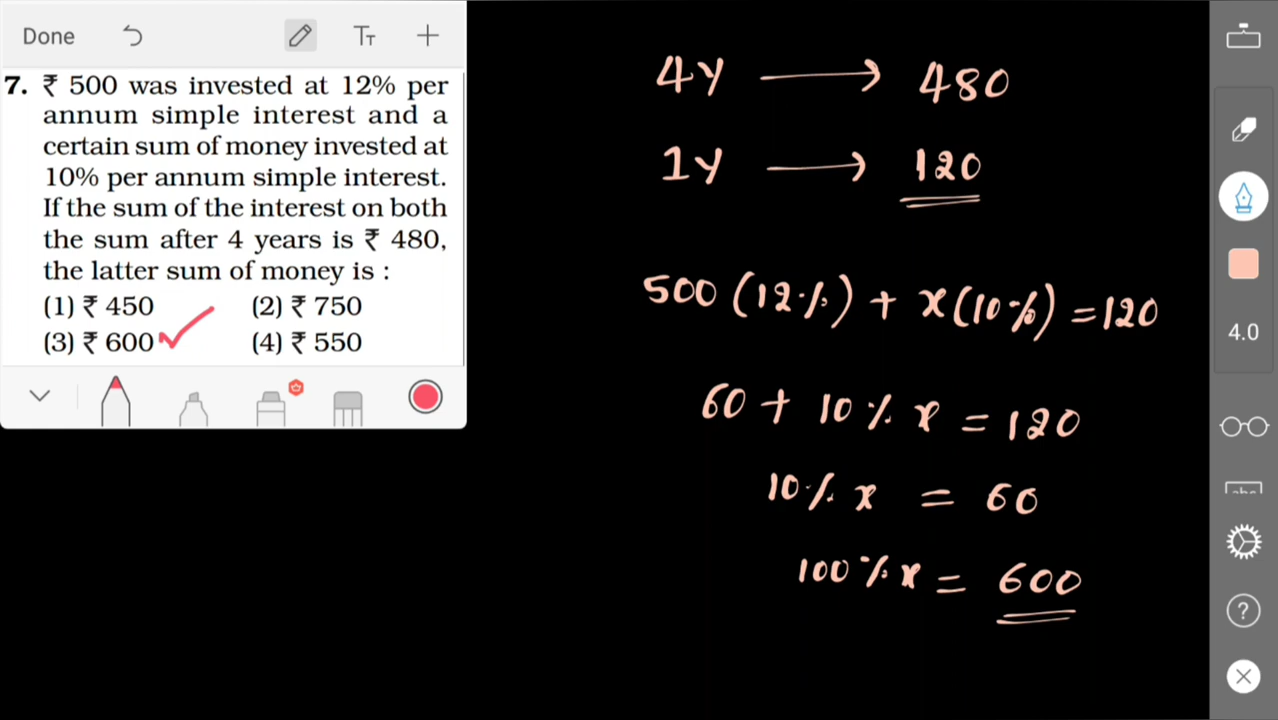 Done
7. ₹ 500 was invested at 12% per
annum simple interest and a
certain sum of money invested at
10% per annum simple interest.
If the sum of the interest on both
the sum after 4 years is ₹ 480,
the latter sum of money is :
(1) ₹ 450 (2) ₹ 750
(3) ₹ 600 (4) ₹ 550
4y → 480
1y → 120
500 (12%) + x(10%) = 120
60 + 10% x = 120
10% x = 60
100% x = 600
4.0